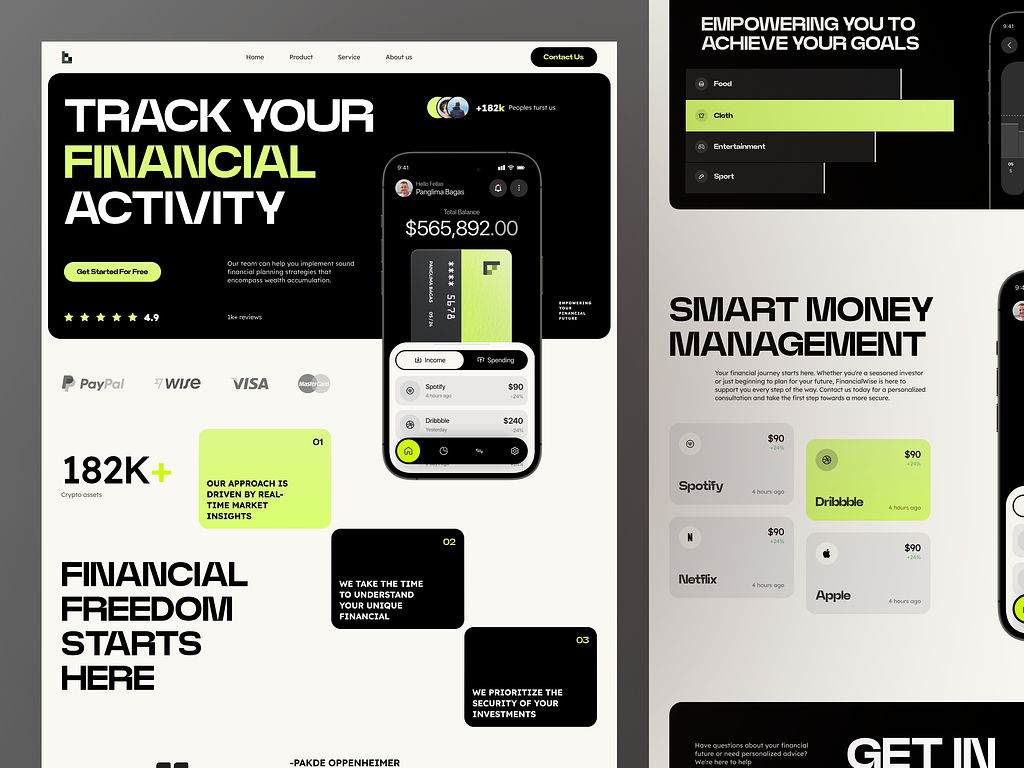 Home
Product
Service
About us
Contact Us
TRACK YOUR
FINANCIAL
ACTIVITY
+182k Peoples turst us
Get Started For Free
Our team can help you implement sound
financial planning strategies that
encompass wealth accumulation.
4.9
1k+ reviews
9:41
Hello Fellas
Panglima Bagas
Total Balance
$565,892.00
PANGLIMA BAGAS
05 / 24
**** 5678
EMPOWERING
YOUR
FINANCIAL
FUTURE
Income
Spending
Spotify
4 hours ago
$90
+24%
Dribbble
Yesterday
$240
-24%
PayPal
WISE
VISA
MasterCard
182K+
Crypto assets
01
OUR APPROACH IS
DRIVEN BY REAL-
TIME MARKET
INSIGHTS
02
WE TAKE THE TIME
TO UNDERSTAND
YOUR UNIQUE
FINANCIAL
03
WE PRIORITIZE THE
SECURITY OF YOUR
INVESTMENTS
FINANCIAL
FREEDOM
STARTS
HERE
-PAKDE OPPENHEIMER
EMPOWERING YOU TO
ACHIEVE YOUR GOALS
Food
Cloth
Entertainment
Sport
9:41
05
SMART MONEY
MANAGEMENT
Your financial journey starts here. Whether you're a seasoned investor
or just beginning to plan for your future, FinancialWise is here to
support you every step of the way. Contact us today for a personalized
consultation and take the first step towards a more secure.
$90
+24%
Spotify
4 hours ago
$90
+24%
Dribbble
4 hours ago
$90
+24%
Netflix
4 hours ago
$90
+24%
Apple
4 hours ago
Have questions about your financial
future or need personalized advice?
We're here to help
GET IN